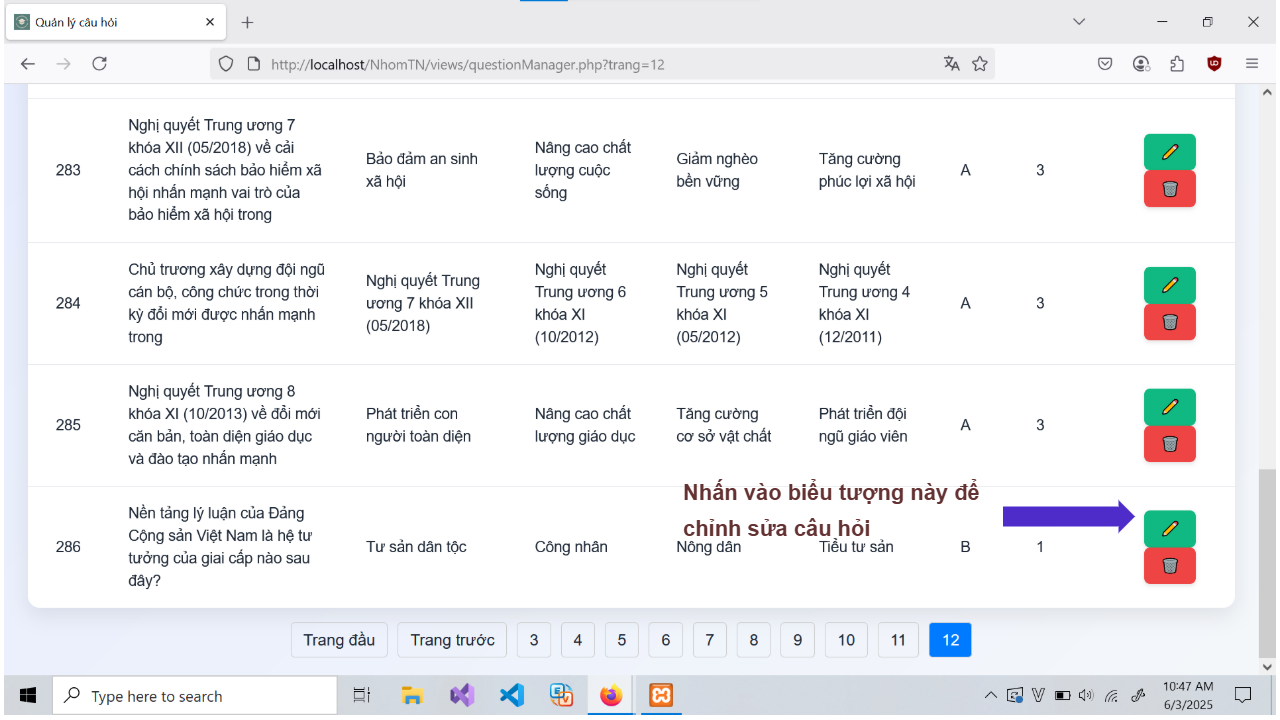 Quản lý câu hỏi
http://localhost/NhomTN/views/questionManager.php?trang=12
283
Nghị quyết Trung ương 7
khóa XII (05/2018) về cải
cách chính sách bảo hiểm xã
hội nhấn mạnh vai trò của
bảo hiểm xã hội trong
Bảo đảm an sinh
xã hội
Nâng cao chất
lượng cuộc
sống
Giảm nghèo
bền vững
Tăng cường
phúc lợi xã hội
A
3
284
Chủ trương xây dựng đội ngũ
cán bộ, công chức trong thời
kỳ đổi mới được nhấn mạnh
trong
Nghị quyết Trung
ương 7 khóa XII
(05/2018)
Nghị quyết
Trung ương 6
khóa XI
(10/2012)
Nghị quyết
Trung ương 5
khóa XI
(05/2012)
Nghị quyết
Trung ương 4
khóa XI
(12/2011)
A
3
285
Nghị quyết Trung ương 8
khóa XI (10/2013) về đổi mới
căn bản, toàn diện giáo dục
và đào tạo nhấn mạnh
Phát triển con
người toàn diện
Nâng cao chất
lượng giáo dục
Tăng cường
cơ sở vật chất
Phát triển đội
ngũ giáo viên
A
3
Nhấn vào biểu tượng này để
chỉnh sửa câu hỏi
286
Nền tảng lý luận của Đảng
Cộng sản Việt Nam là hệ tư
tưởng của giai cấp nào sau
đây?
Tư sản dân tộc
Công nhân
Nông dân
Tiểu tư sản
B
1
Trang đầu Trang trước 3 4 5 6 7 8 9 10 11 12
Type here to search
10:47 AM
6/3/2025